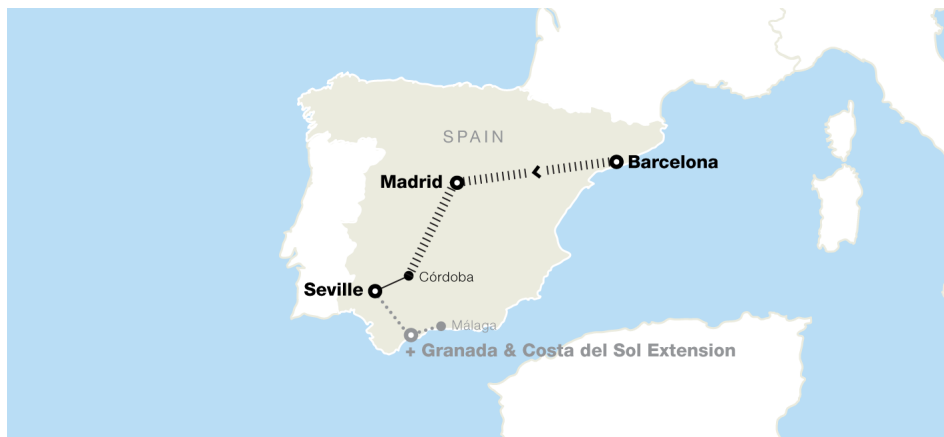 SPAIN
Barcelona
Madrid
Córdoba
Seville
Málaga
+ Granada & Costa del Sol Extension